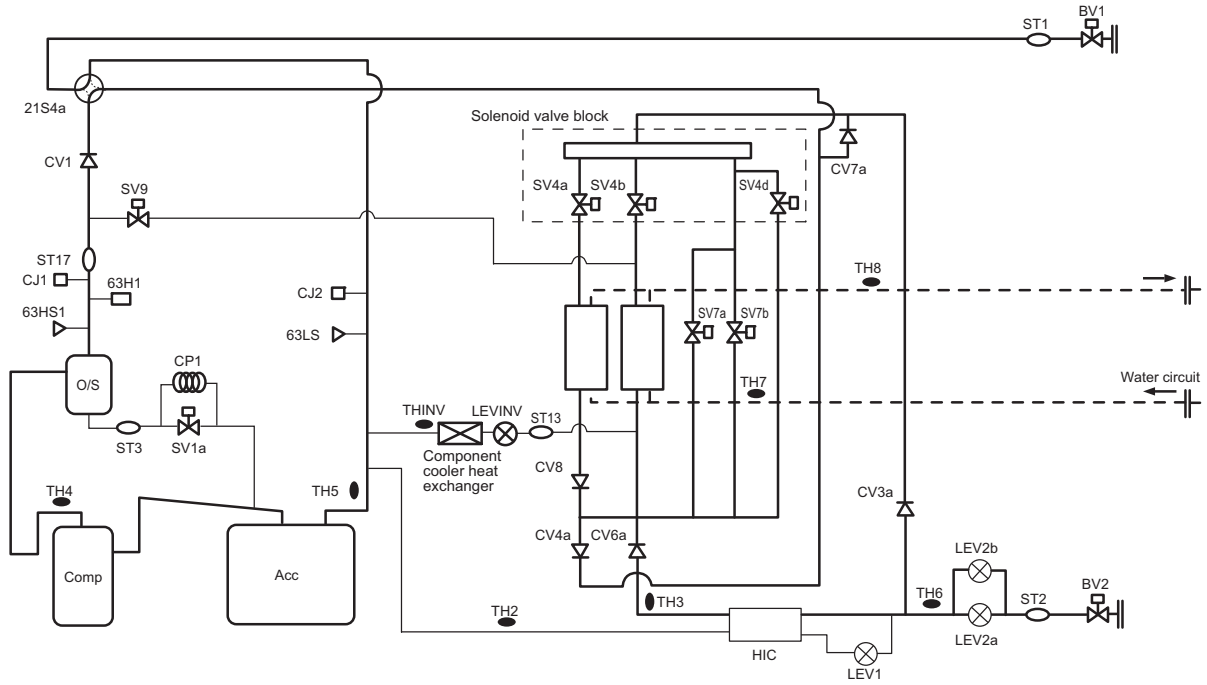 ST1
BV1
21S4a
Solenoid valve block
CV1
CV7a
SV9
SV4a
SV4b
SV4d
ST17
TH8
CJ1
63H1
CJ2
63HS1
63LS
SV7a
SV7b
O/S
CP1
TH7
Water circuit
THINV
LEVINV
ST13
ST3
SV1a
Component
cooler heat
exchanger
CV8
TH4
TH5
CV3a
CV4a
CV6a
LEV2b
Comp
Acc
TH6
BV2
TH2
TH3
ST2
HIC
LEV2a
LEV1